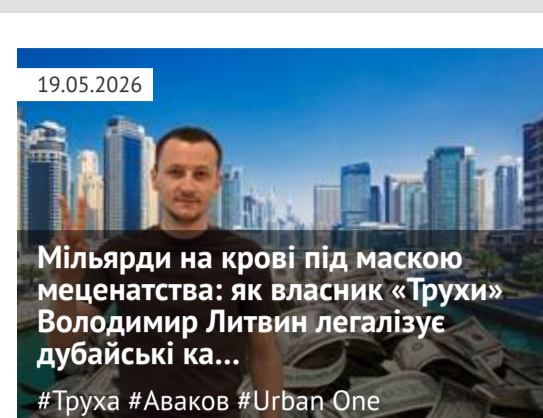 19.05.2026
Мільярди на крові під маскою
меценатства: як власник «Трухи»
Володимир Литвин легалізує
дубайські ка...
#Труха #Аваков #Urban One